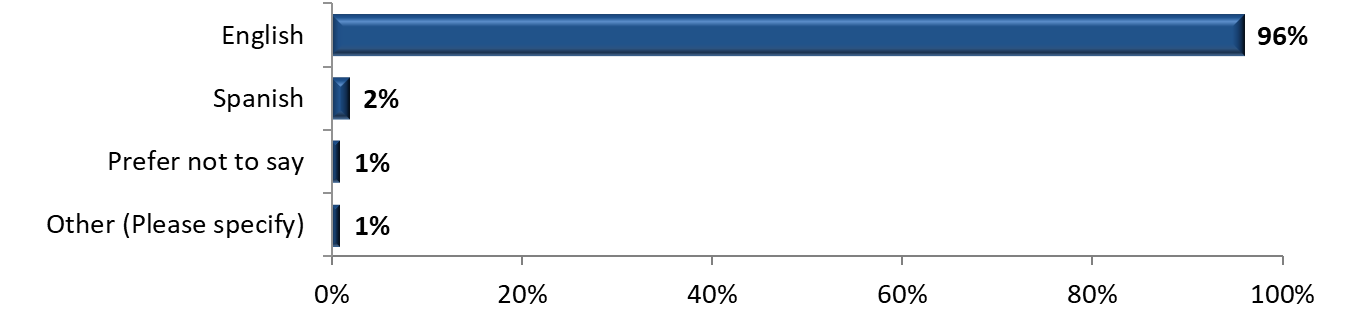 English 96%
Spanish 2%
Prefer not to say 1%
Other (Please specify) 1%
0% 20% 40% 60% 80% 100%